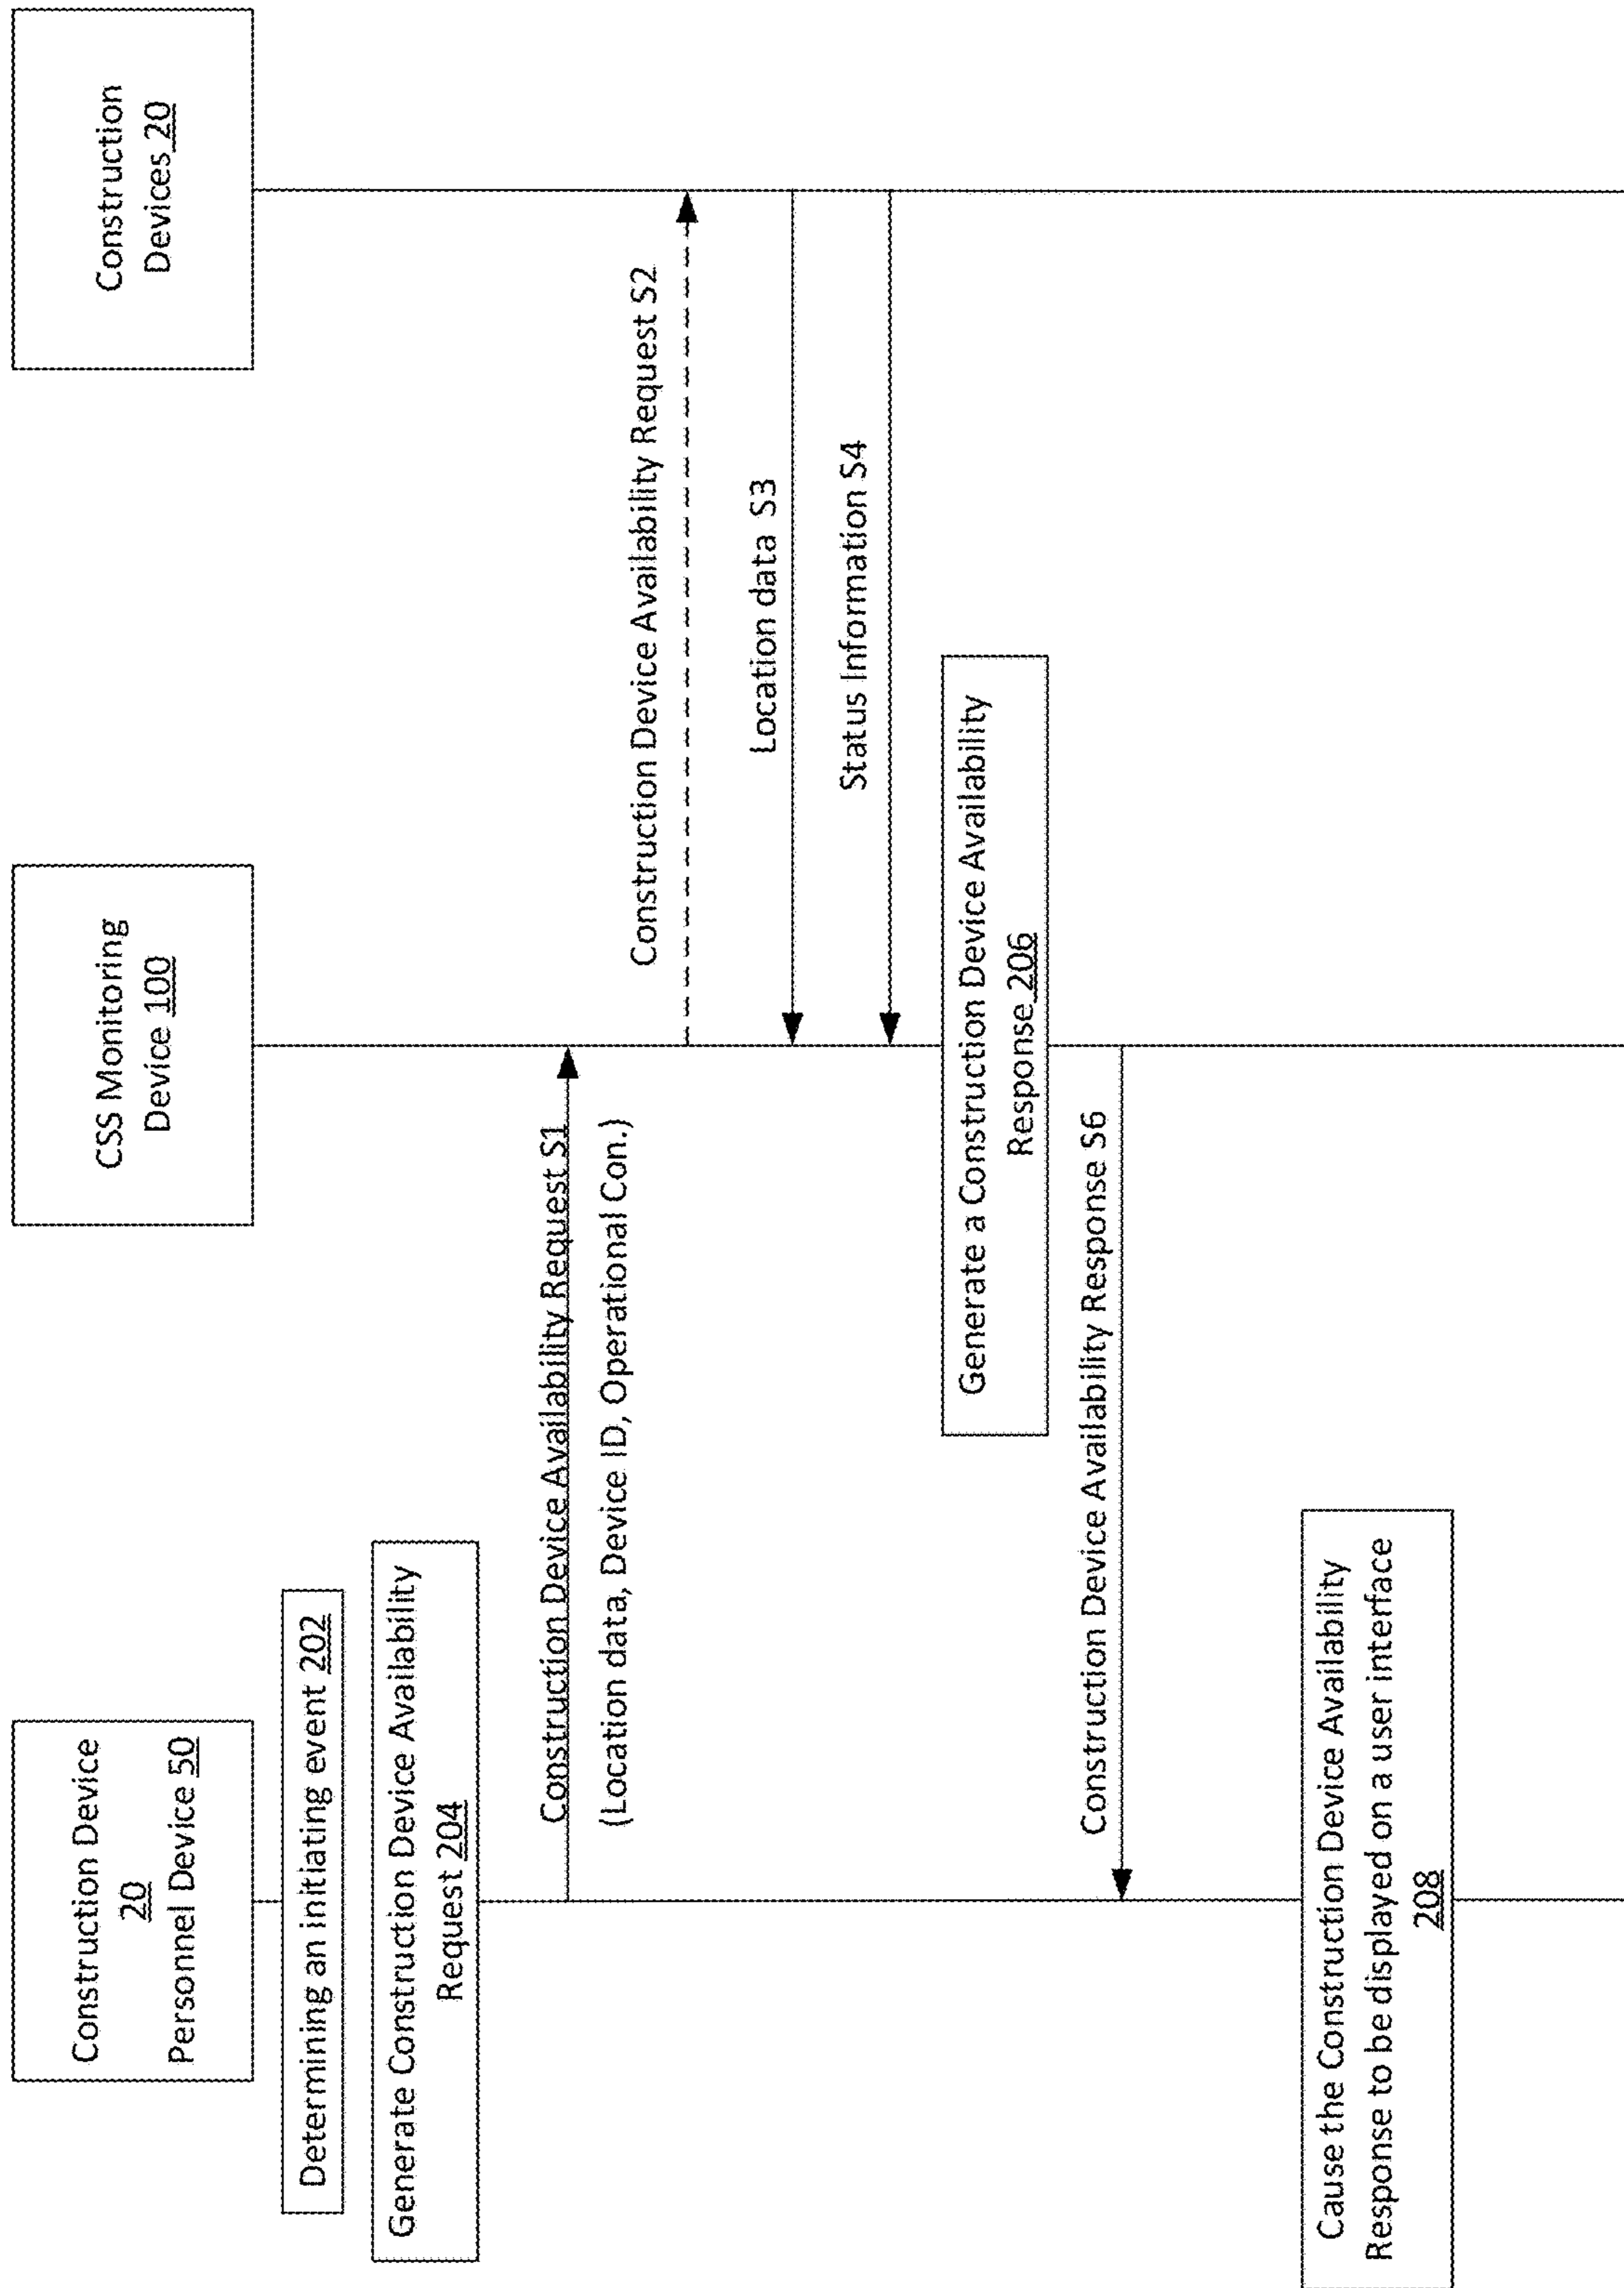 Construction Device
20
Personnel Device 50
CSS Monitoring
Device 100
Construction
Devices 20
Determining an initiating event 202
Generate Construction Device Availability
Request 204
Construction Device Availability Request S1
(Location data, Device ID, Operational Con.)
Construction Device Availability Request S2
Location data S3
Status Information S4
Generate a Construction Device Availability
Response 206
Construction Device Availability Response S6
Cause the Construction Device Availability
Response to be displayed on a user interface
208